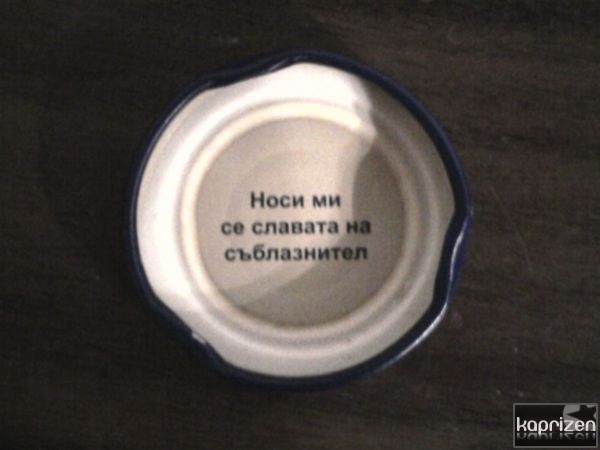 Носи ми
се славата на
съблазнител
kaprizen